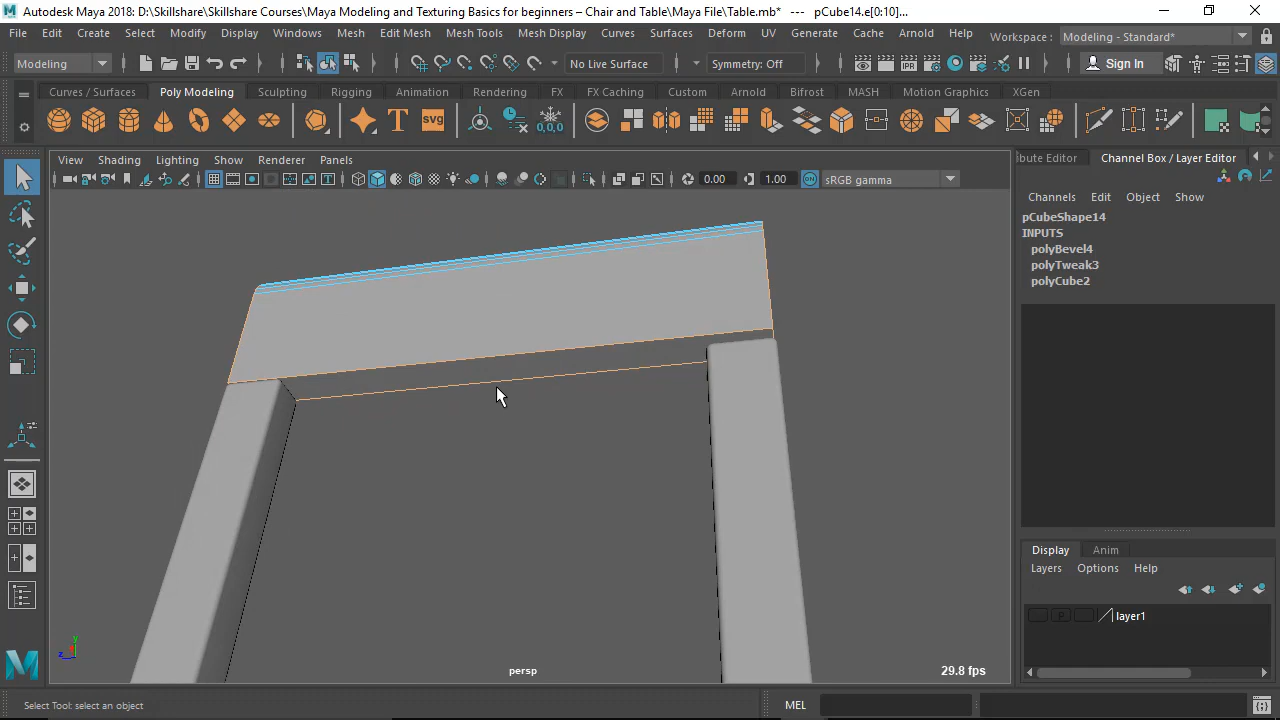 Autodesk Maya 2018: D:\Skillshare\Skillshare Courses\Maya Modeling and Texturing Basics for beginners – Chair and Table\Maya File\Table.mb* --- pCube14.e[0:10]...
File Edit Create Select Modify Display Windows Mesh Edit Mesh Mesh Tools Mesh Display Curves Surfaces Deform UV Generate Cache Arnold Help Workspace : Modeling - Standard*
Modeling No Live Surface Symmetry: Off IPR Sign In
Curves / Surfaces Poly Modeling Sculpting Rigging Animation Rendering FX FX Caching Custom Arnold Bifrost MASH Motion Graphics XGen
T svg 0,0,0
View Shading Lighting Show Renderer Panels
0.00 1.00 ON sRGB gamma
ibute Editor Channel Box / Layer Editor
Channels Edit Object Show
pCubeShape14
INPUTS
polyBevel4
polyTweak3
polyCube2
Display Anim
Layers Options Help
P layer1
y
z
persp
29.8 fps
Select Tool: select an object
MEL